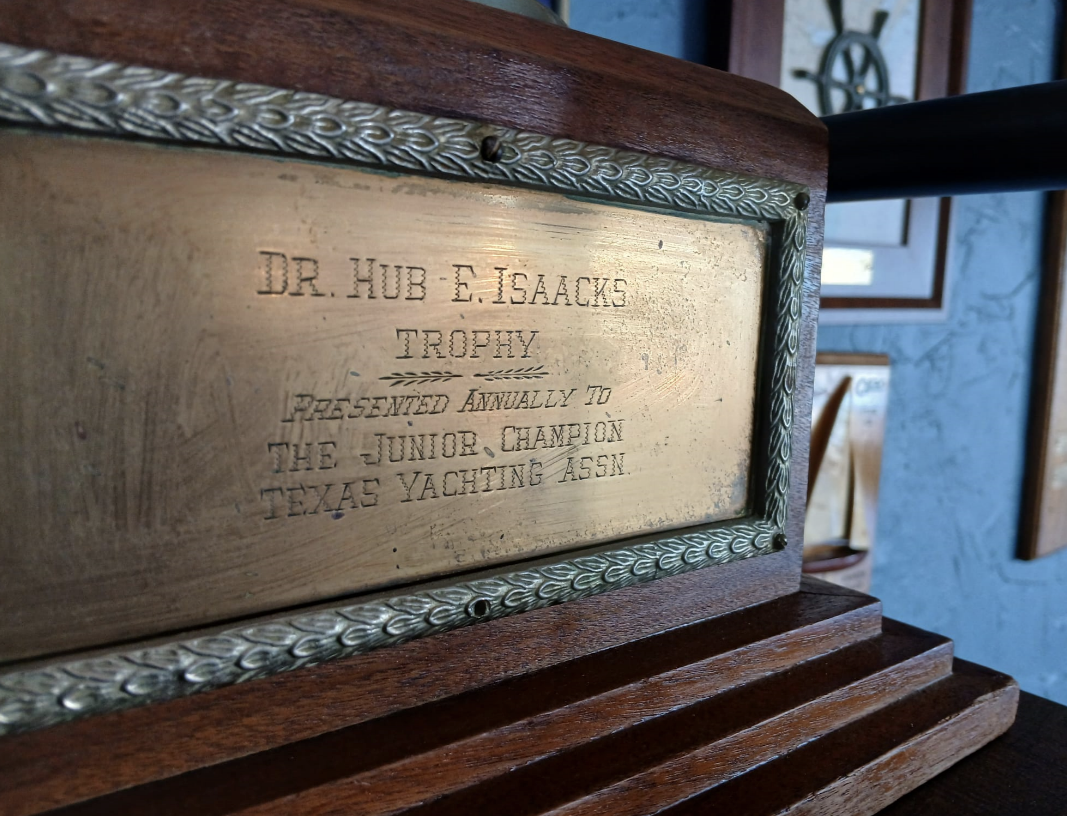 DR. HUB E. ISAACKS
TROPHY
PRESENTED ANNUALLY TO
THE JUNIOR CHAMPION
TEXAS YACHTING ASSN.